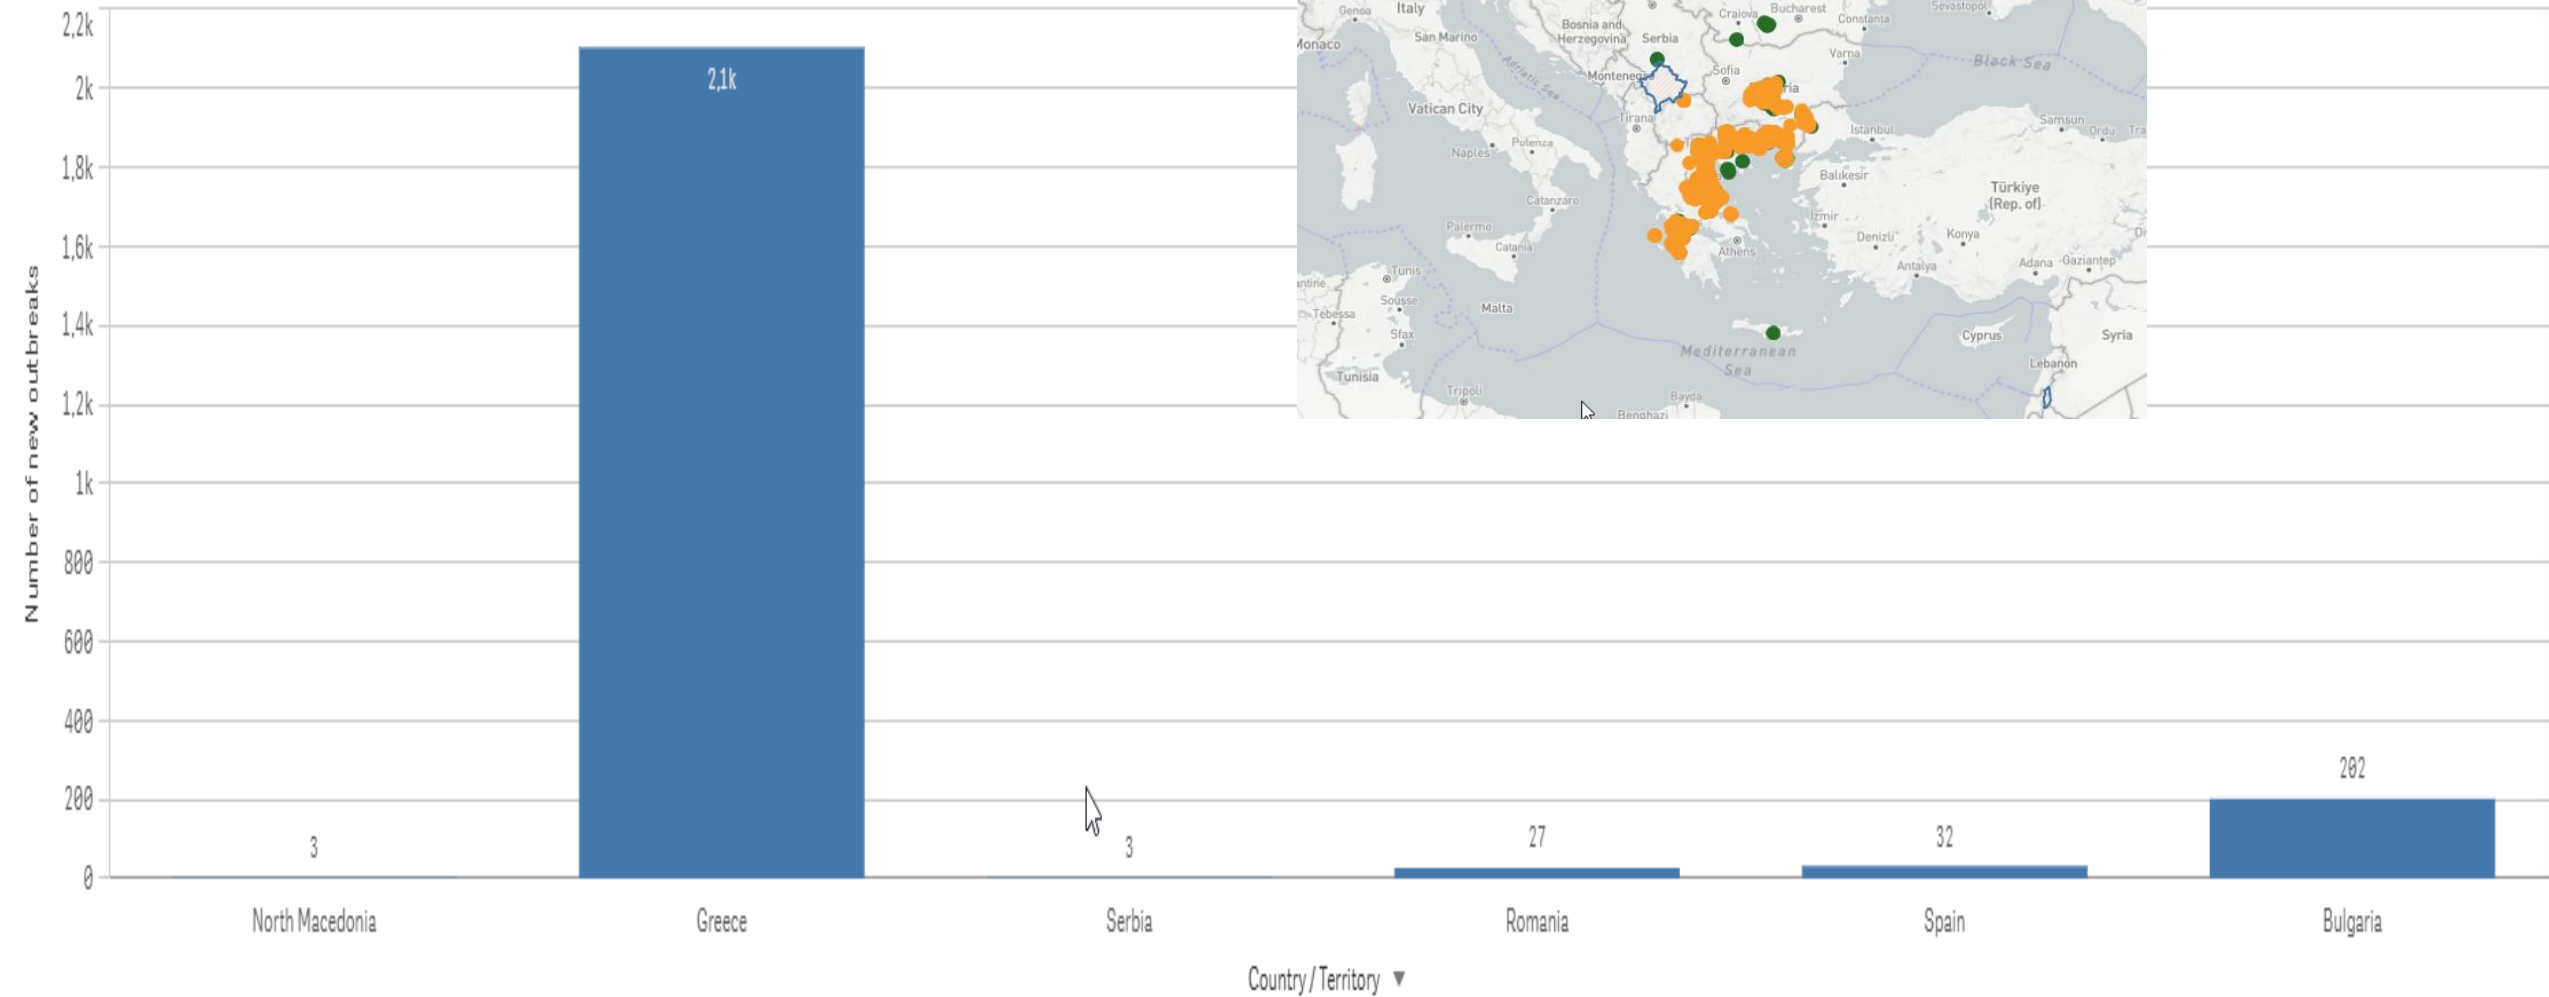 Number of new outbreaks
2,2k
2k
1,8k
1,6k
1,4k
1,2k
1k
800
600
400
200
0
3
2,1k
3
27
32
202
North Macedonia
Greece
Serbia
Romania
Spain
Bulgaria
Country / Territory ▼
Genoa
Italy
Bosnia and
Herzegovina
Serbia
Craiova
Bucharest
Constanta
Sevastopol
Monaco
San Marino
Adriatic Sea
Montenegro
Sofia
Varna
Black Sea
Vatican City
Tirana
Istanbul
Samsun
Ordu
Naples
Potenza
Balıkesir
Türkiye
(Rep. of)
Catanzaro
Palermo
Catania
Athens
Izmir
Denizli
Konya
Antalya
Adana
Gaziantep
Tunis
Sousse
Malta
Tebessa
Sfax
Cyprus
Syria
Mediterranean
Sea
Lebanon
Tunisia
Tripoli
Bayda
Benghazi